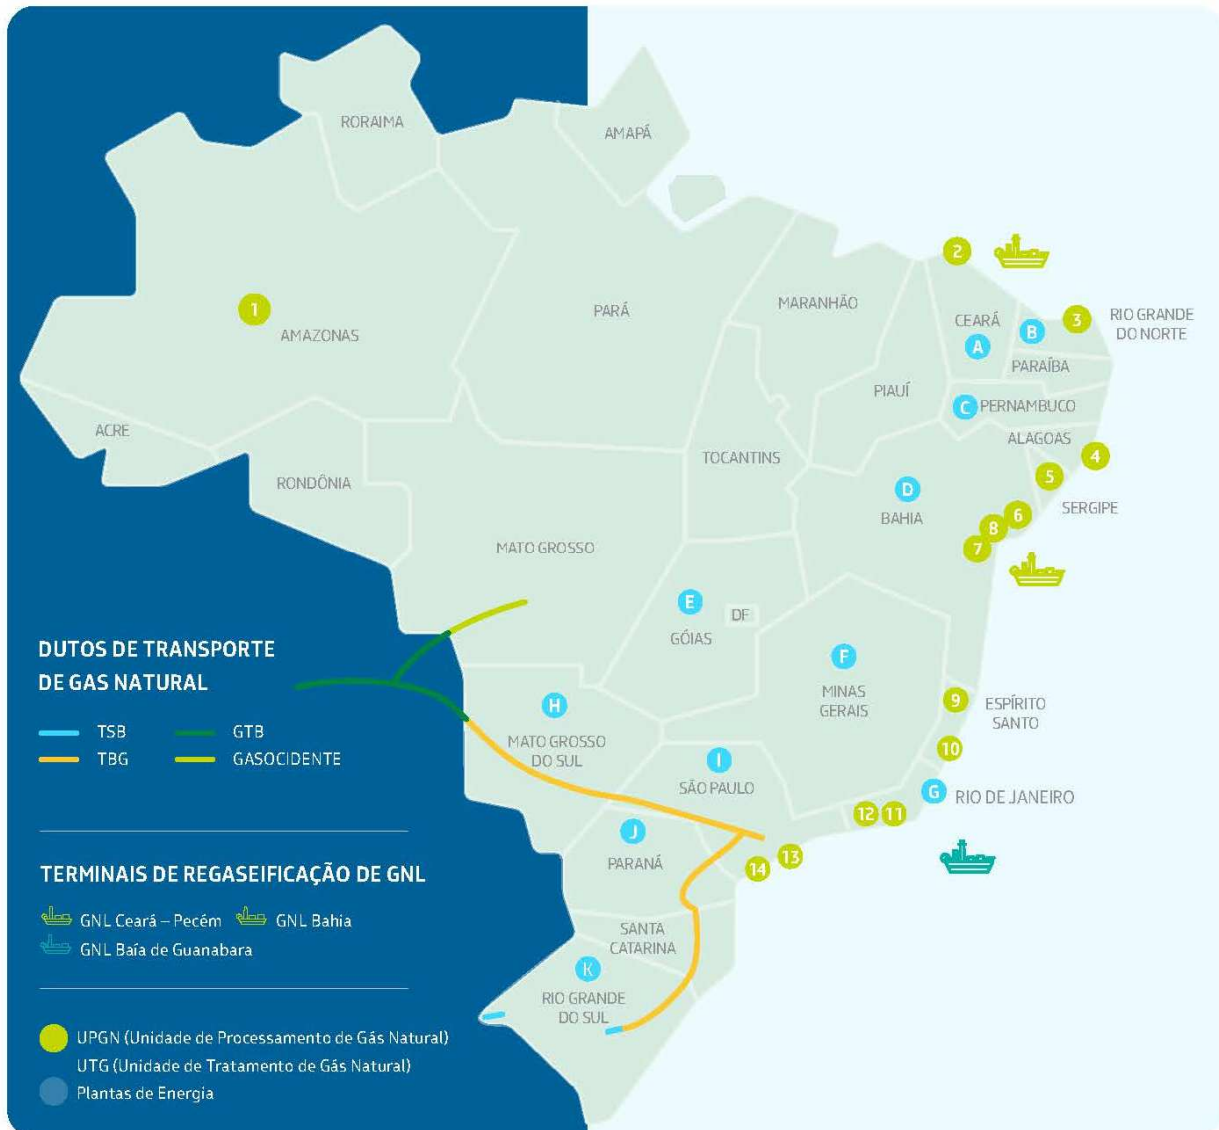 RORAIMA
AMAPÁ
2
1
AMAZONAS
PARÁ
MARANHÃO
CEARÁ
A
B
3
RIO GRANDE
DO NORTE
PARAÍBA
PIAUÍ
C
PERNAMBUCO
ACRE
ALAGOAS
4
RONDÔNIA
TOCANTINS
5
D
BAHIA
SERGIPE
6
8
7
MATO GROSSO
E
DF
GÓIAS
F
MINAS
GERAIS
9
ESPÍRITO
SANTO
H
MATO GROSSO
DO SUL
10
I
SÃO PAULO
G
RIO DE JANEIRO
12
11
J
PARANÁ
13
14
SANTA
CATARINA
K
RIO GRANDE
DO SUL
DUTOS DE TRANSPORTE
DE GAS NATURAL
TSB
GTB
TBG
GASOCIDENTE
TERMINAIS DE REGASEIFICAÇÃO DE GNL
GNL Ceará – Pecém
GNL Bahia
GNL Baía de Guanabara
UPGN (Unidade de Processamento de Gás Natural)
UTG (Unidade de Tratamento de Gás Natural)
Plantas de Energia